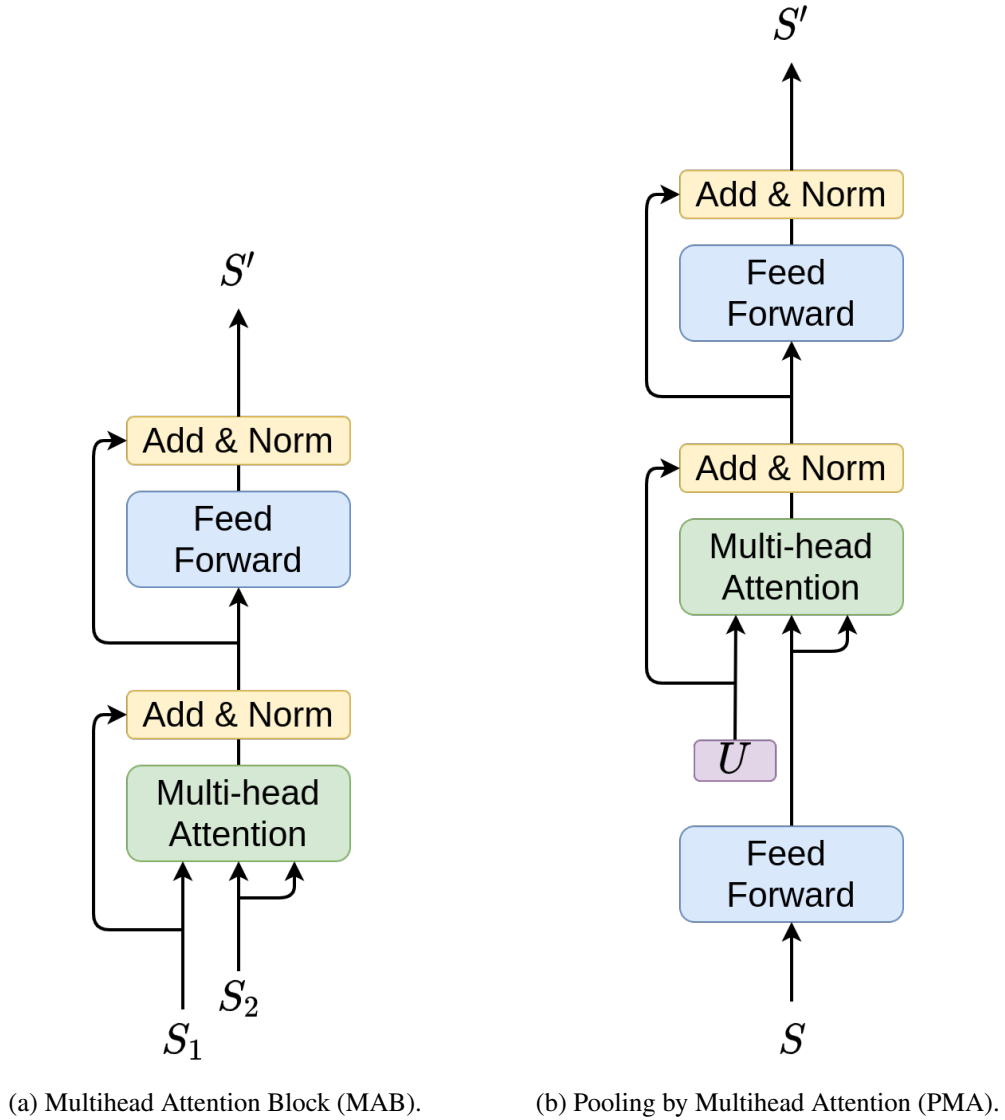 S′
Add & Norm
Feed
Forward
Add & Norm
Multi-head
Attention
S₂
S₁
(a) Multihead Attention Block (MAB).
S′
Add & Norm
Feed
Forward
Add & Norm
Multi-head
Attention
U
Feed
Forward
S
(b) Pooling by Multihead Attention (PMA).